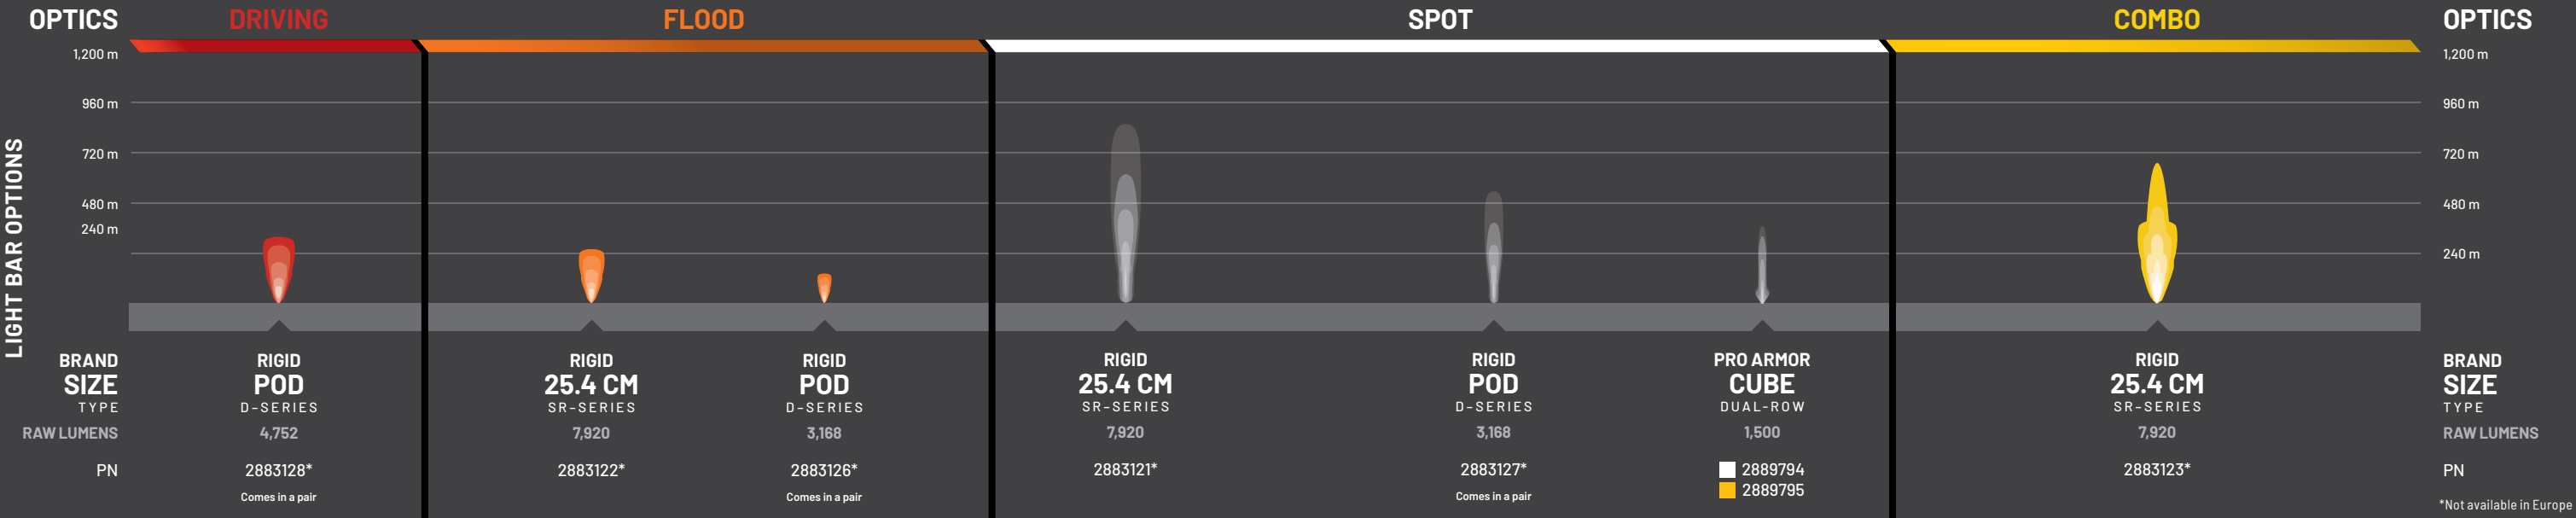 OPTICS DRIVING FLOOD SPOT COMBO OPTICS
1,200 m 1,200 m
960 m 960 m
720 m 720 m
480 m 480 m
240 m
240 m
LIGHT BAR OPTIONS
BRAND RIGID RIGID RIGID RIGID RIGID PRO ARMOR RIGID BRAND
SIZE POD 25.4 CM POD 25.4 CM POD CUBE 25.4 CM SIZE
TYPE D-SERIES SR-SERIES D-SERIES SR-SERIES D-SERIES DUAL-ROW SR-SERIES TYPE
RAW LUMENS 4,752 7,920 3,168 7,920 3,168 1,500 7,920 RAW LUMENS
PN 2883128* 2883122* 2883126* 2883121* 2883127* 2889794 2883123* PN
2889795
Comes in a pair Comes in a pair Comes in a pair
*Not available in Europe